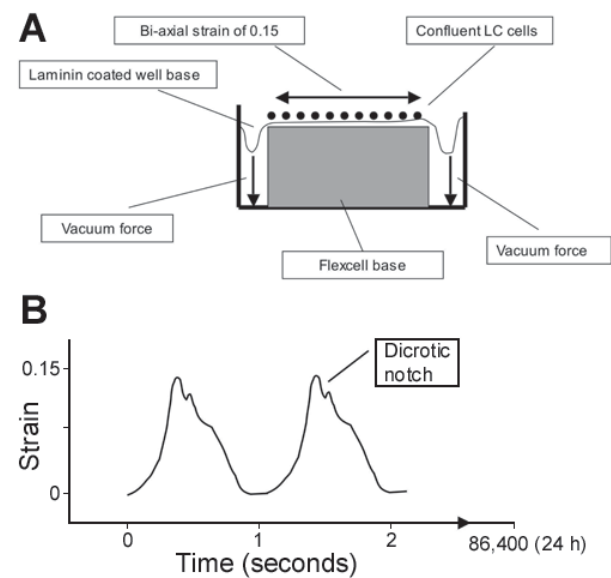 A
Bi-axial strain of 0.15
Confluent LC cells
Laminin coated well base
Vacuum force
Vacuum force
Flexcell base
B
Dicrotic
notch
0.15
0
Strain
0 1 2
86,400 (24 h)
Time (seconds)